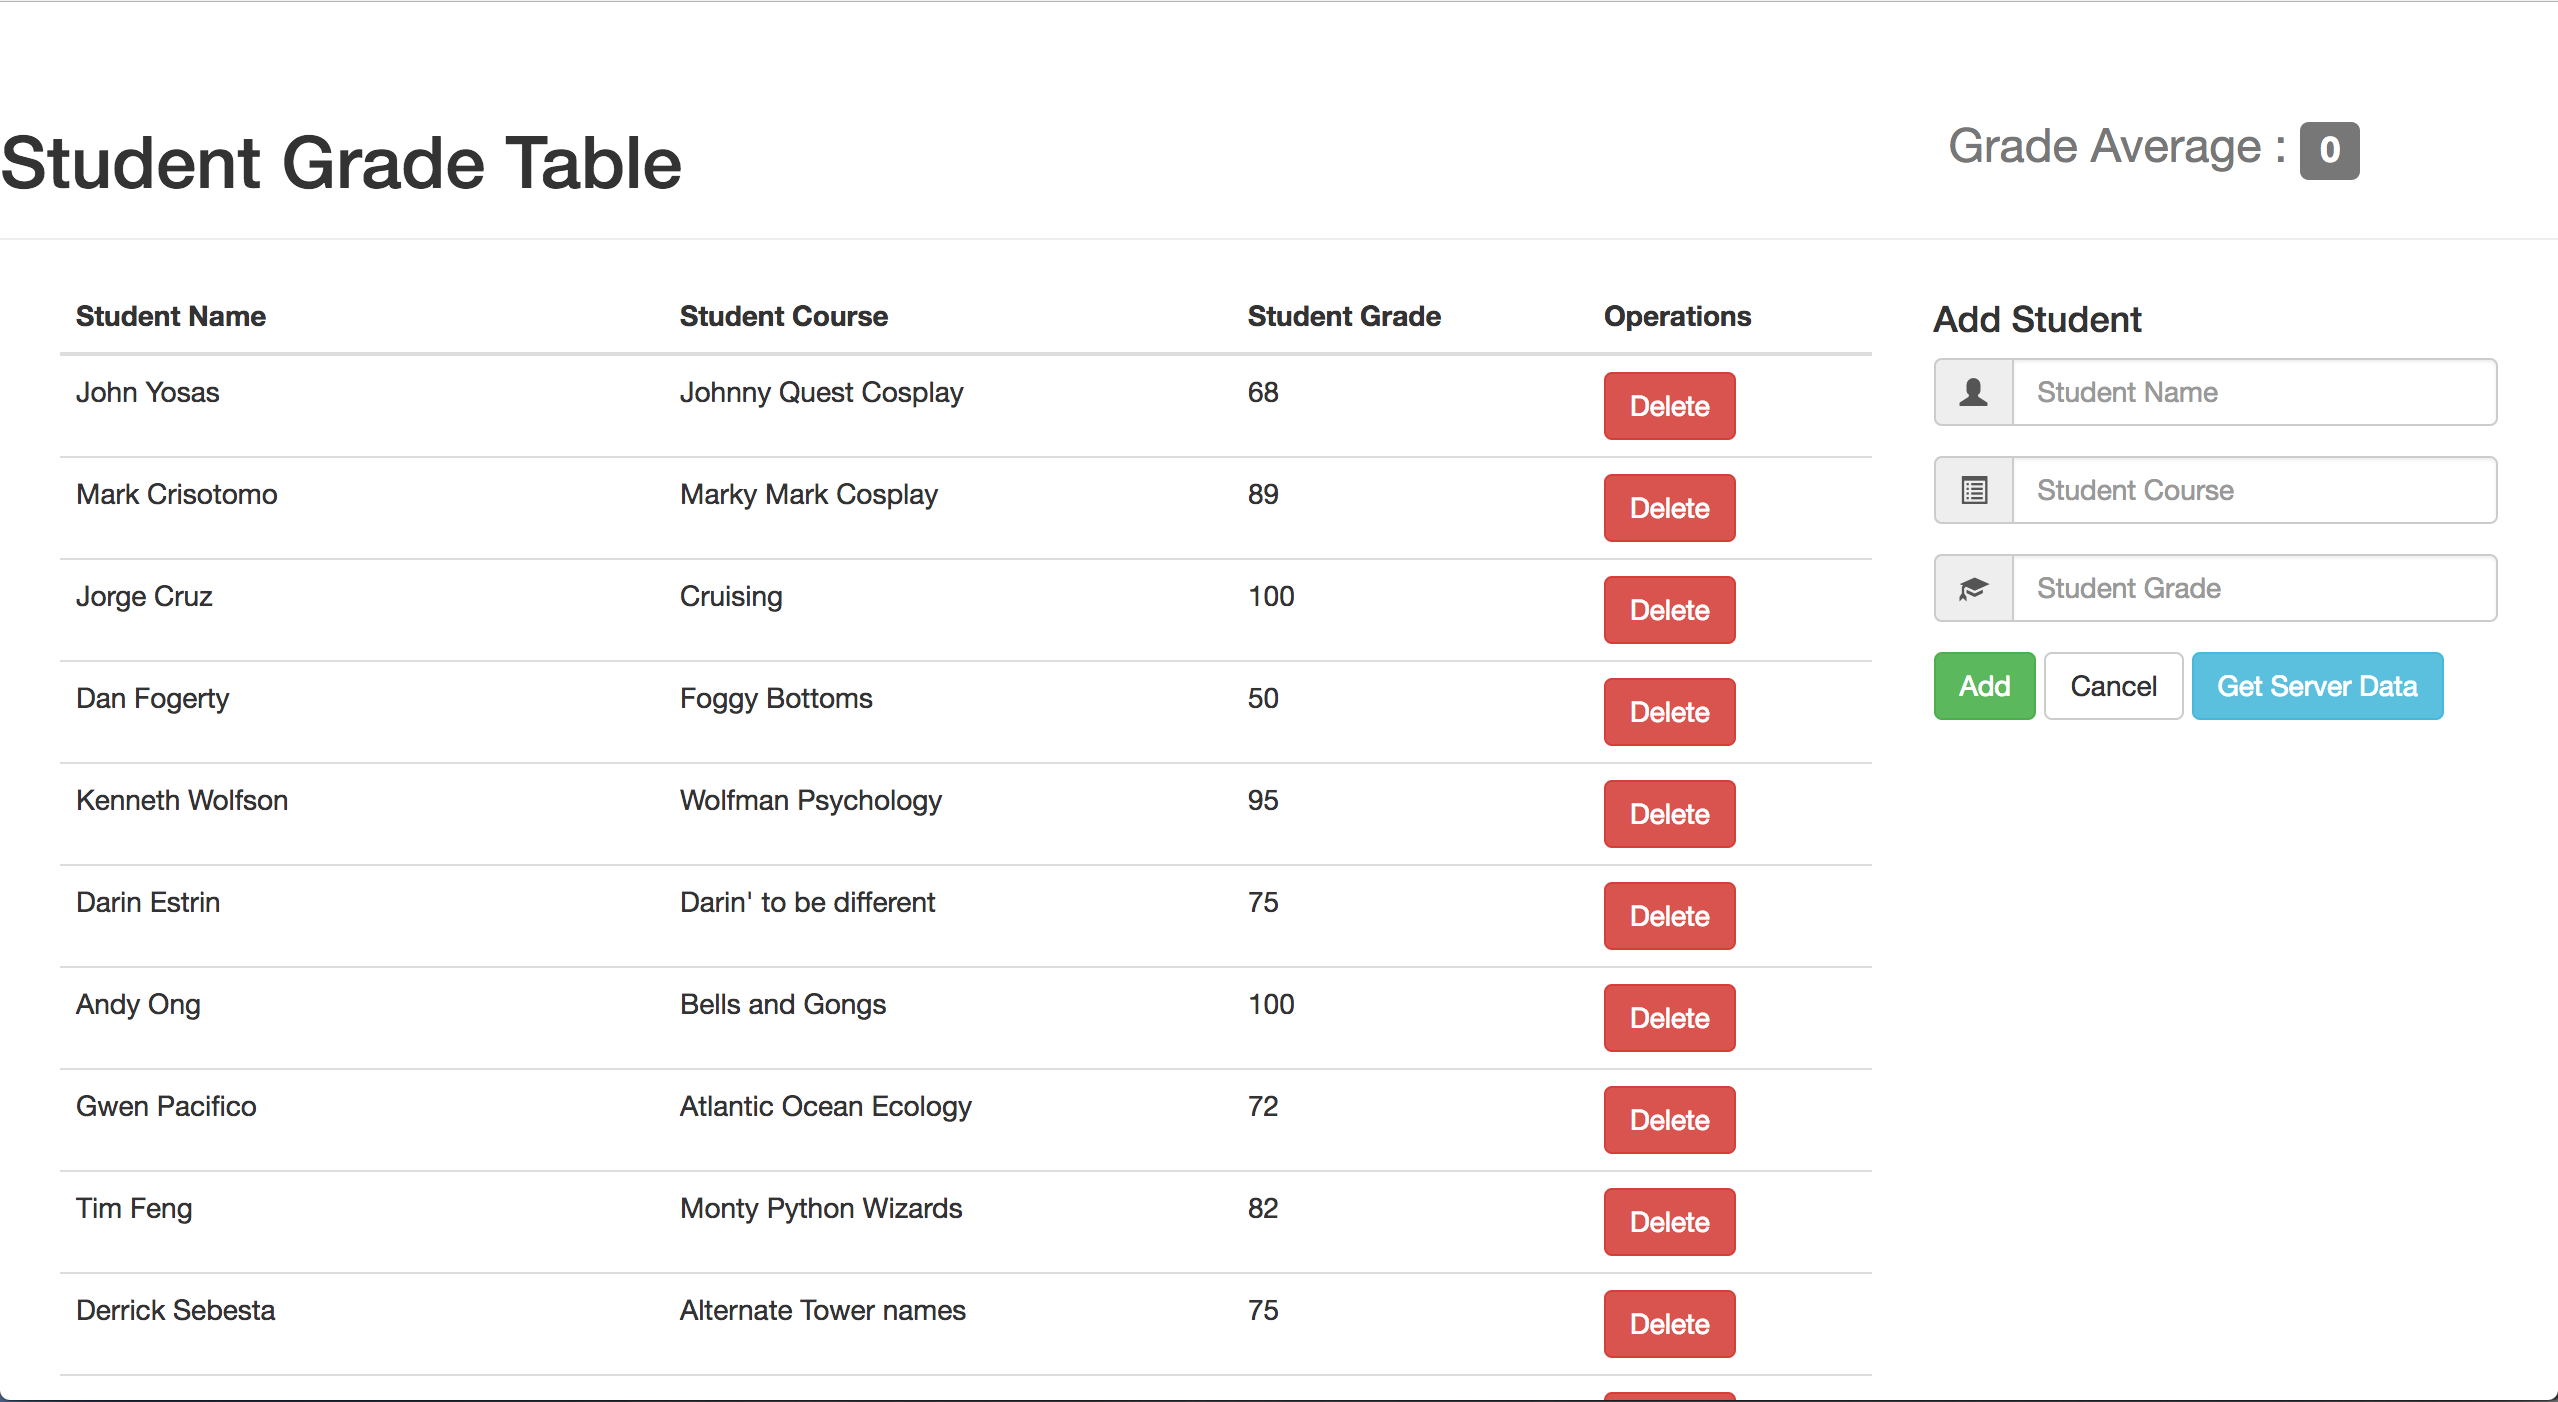 Student Grade Table
Grade Average : 0
Student Name Student Course Student Grade Operations
John Yosas Johnny Quest Cosplay 68 Delete
Mark Crisotomo Marky Mark Cosplay 89 Delete
Jorge Cruz Cruising 100 Delete
Dan Fogerty Foggy Bottoms 50 Delete
Kenneth Wolfson Wolfman Psychology 95 Delete
Darin Estrin Darin' to be different 75 Delete
Andy Ong Bells and Gongs 100 Delete
Gwen Pacifico Atlantic Ocean Ecology 72 Delete
Tim Feng Monty Python Wizards 82 Delete
Derrick Sebesta Alternate Tower names 75 Delete
Add Student
Student Name
Student Course
Student Grade
Add Cancel Get Server Data